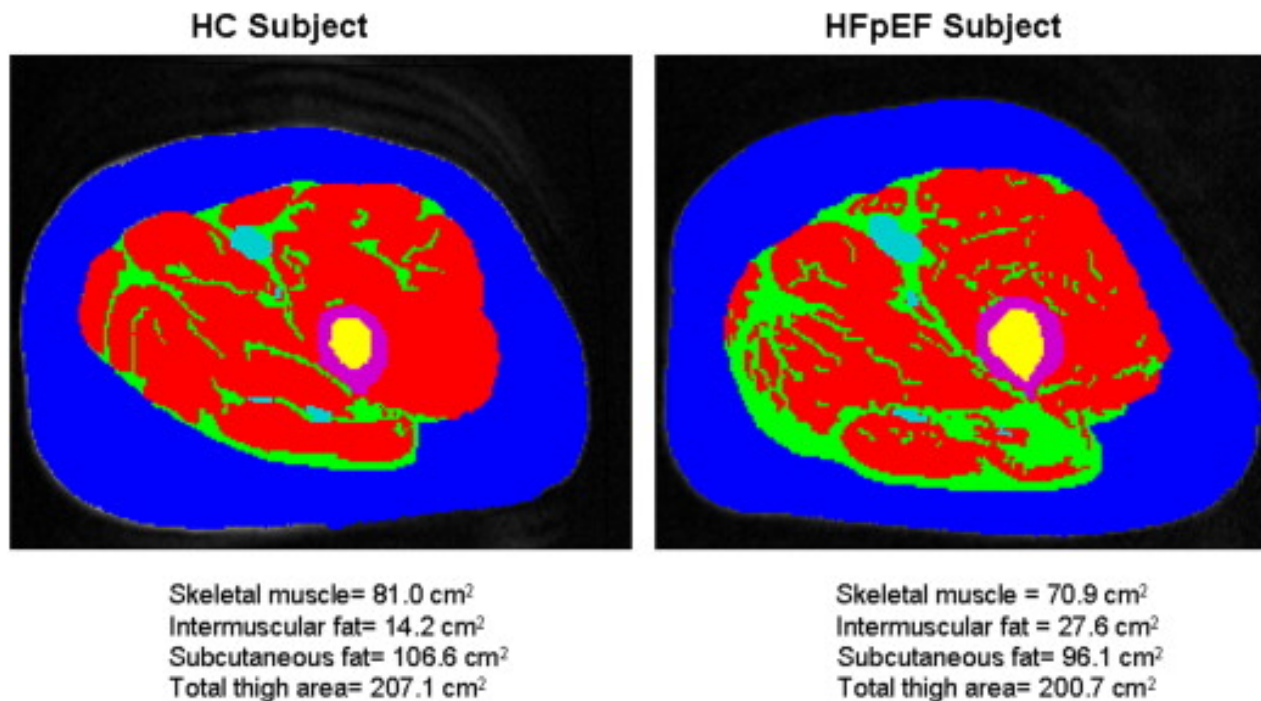 HC Subject
HFpEF Subject
Skeletal muscle= 81.0 cm²
Intermuscular fat= 14.2 cm²
Subcutaneous fat= 106.6 cm²
Total thigh area= 207.1 cm²
Skeletal muscle = 70.9 cm²
Intermuscular fat = 27.6 cm²
Subcutaneous fat= 96.1 cm²
Total thigh area= 200.7 cm²